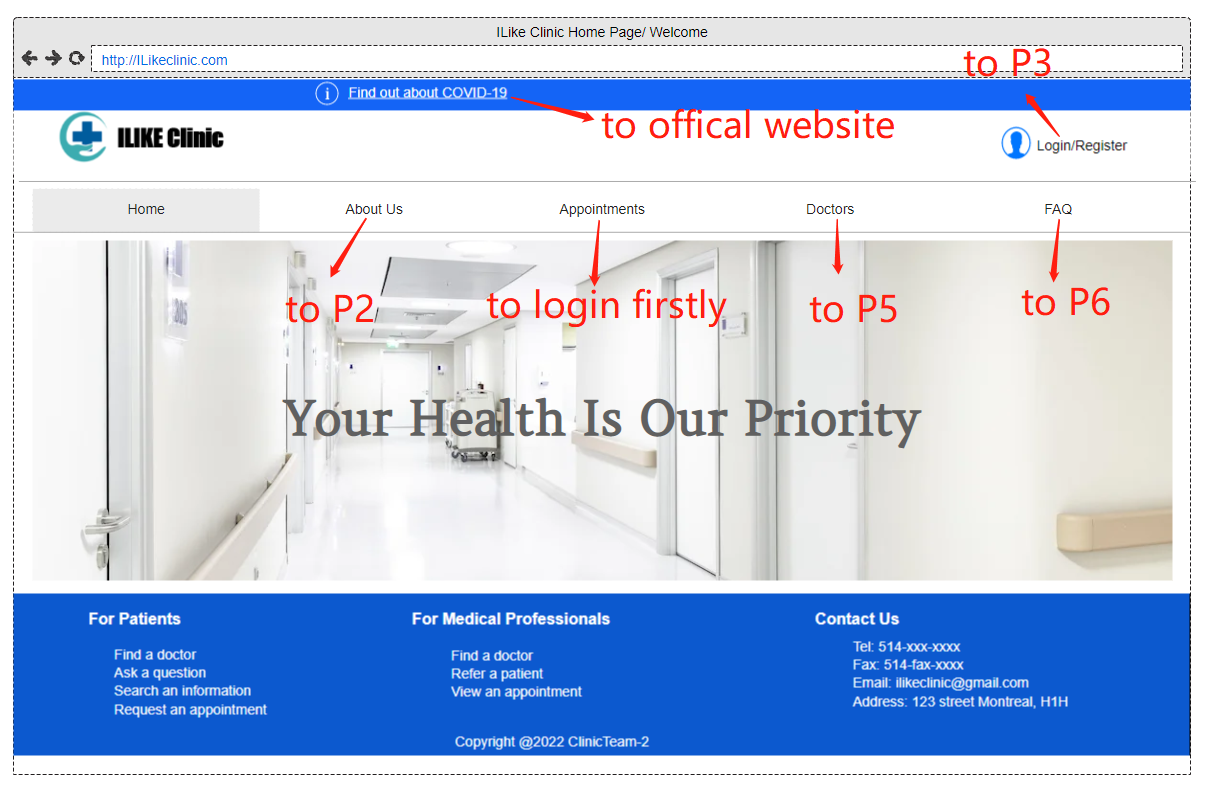 ILike Clinic Home Page/ Welcome
http://ILikeclinic.com
to P3
i Find out about COVID-19
to offical website
ILIKE Clinic
Login/Register
Home About Us Appointments Doctors FAQ
to P2 to login firstly to P5 to P6
Your Health Is Our Priority
For Patients
Find a doctor
Ask a question
Search an information
Request an appointment
For Medical Professionals
Find a doctor
Refer a patient
View an appointment
Contact Us
Tel: 514-xxx-xxxx
Fax: 514-fax-xxxx
Email: ilikeclinic@gmail.com
Address: 123 street Montreal, H1H
Copyright @2022 ClinicTeam-2